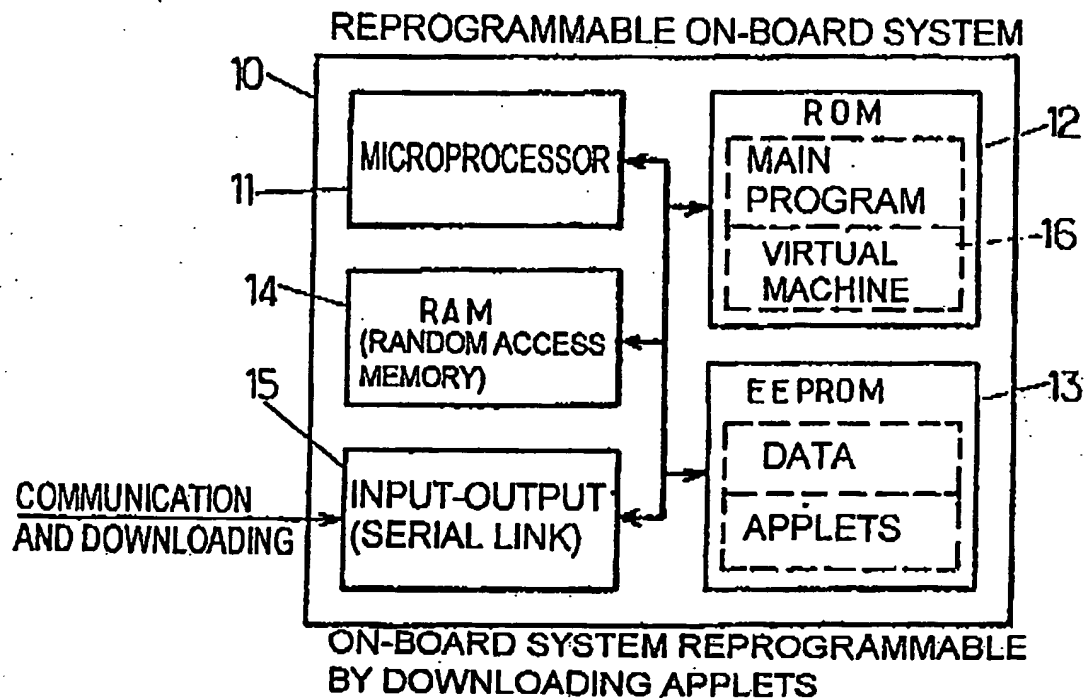 REPROGRAMMABLE ON-BOARD SYSTEM
10
MICROPROCESSOR
11
ROM
12
MAIN
PROGRAM
16
VIRTUAL
MACHINE
14
RAM
(RANDOM ACCESS
MEMORY)
EEPROM
13
DATA
APPLETS
15
INPUT-OUTPUT
(SERIAL LINK)
COMMUNICATION
AND DOWNLOADING
ON-BOARD SYSTEM REPROGRAMMABLE
BY DOWNLOADING APPLETS